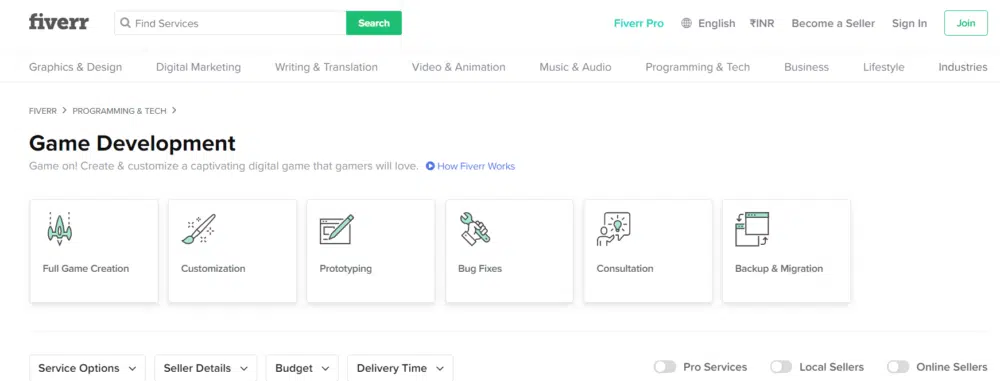 fiverr Find Services Search Fiverr Pro English ₹INR Become a Seller Sign In Join
Graphics & Design Digital Marketing Writing & Translation Video & Animation Music & Audio Programming & Tech Business Lifestyle Industries
FIVERR > PROGRAMMING & TECH >
Game Development
Game on! Create & customize a captivating digital game that gamers will love. How Fiverr Works
Full Game Creation Customization Prototyping Bug Fixes Consultation Backup & Migration
Service Options Seller Details Budget Delivery Time Pro Services Local Sellers Online Sellers